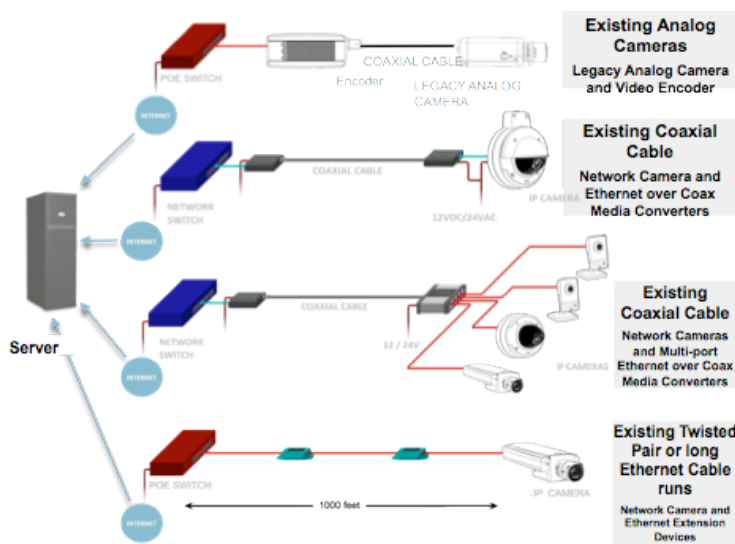 Existing Analog
Cameras
Legacy Analog Camera
and Video Encoder
COAXIAL CABLE
Encoder
LEGACY ANALOG
CAMERA
POE SWITCH
INTERNET
Existing Coaxial
Cable
Network Camera and
Ethernet over Coax
Media Converters
COAXIAL CABLE
IP CAMERA
NETWORK
SWITCH
12VDC/24VAC
INTERNET
Existing
Coaxial Cable
Network Cameras
and Multi-port
Ethernet over Coax
Media Converters
COAXIAL CABLE
NETWORK
SWITCH
12 / 24V
IP CAMERAS
Server
INTERNET
Existing Twisted
Pair or long
Ethernet Cable
runs
Network Camera and
Ethernet Extension
Devices
POE SWITCH
IP CAMERA
1000 feet
INTERNET